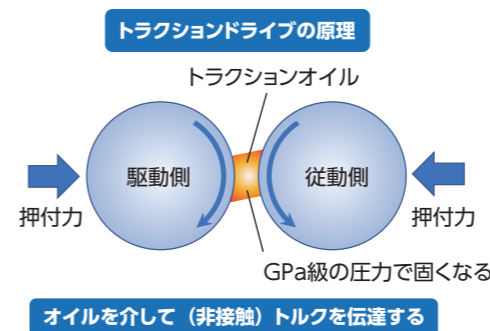 トラクションドライブの原理
トラクションオイル
駆動側
従動側
押付力
押付力
GPa級の圧力で固くなる
オイルを介して（非接触）トルクを伝達する